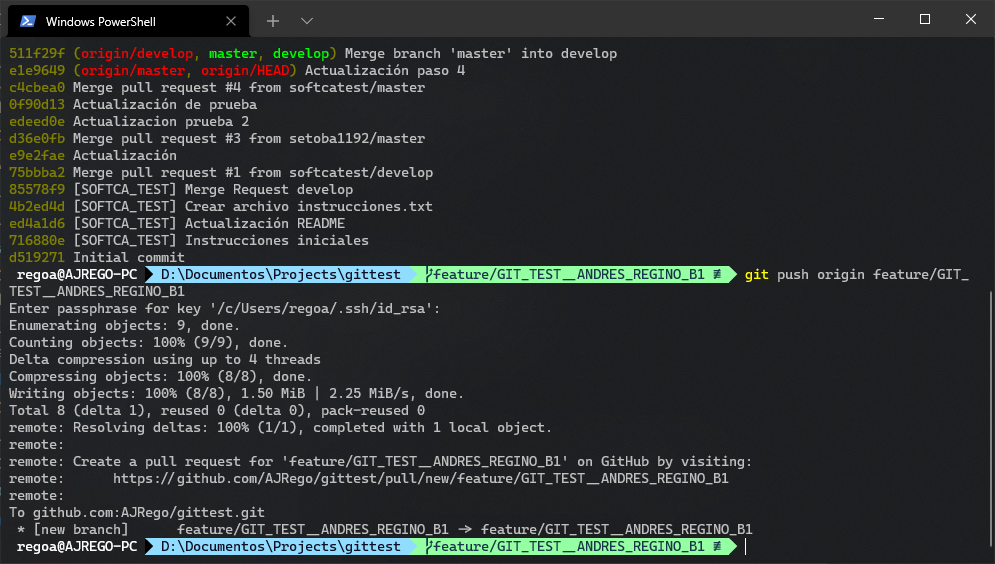 Windows PowerShell
511f29f (origin/develop, master, develop) Merge branch 'master' into develop
e1e9649 (origin/master, origin/HEAD) Actualización paso 4
c4cbea0 Merge pull request #4 from softcatest/master
0f90d13 Actualización de prueba
edeed0e Actualizacion prueba 2
d36e0fb Merge pull request #3 from setoba1192/master
e9e2fae Actualización
75bbba2 Merge pull request #1 from softcatest/develop
85578f9 [SOFTCA_TEST] Merge Request develop
4b2ed4d [SOFTCA_TEST] Crear archivo instrucciones.txt
ed4a1d6 [SOFTCA_TEST] Actualización README
716880e [SOFTCA_TEST] Instrucciones iniciales
d519271 Initial commit
regoa@AJREGO-PC D:\Documentos\Projects\gittest feature/GIT_TEST__ANDRES_REGINO_B1 ≢ git push origin feature/GIT_
TEST__ANDRES_REGINO_B1
Enter passphrase for key '/c/Users/regoa/.ssh/id_rsa':
Enumerating objects: 9, done.
Counting objects: 100% (9/9), done.
Delta compression using up to 4 threads
Compressing objects: 100% (8/8), done.
Writing objects: 100% (8/8), 1.50 MiB | 2.25 MiB/s, done.
Total 8 (delta 1), reused 0 (delta 0), pack-reused 0
remote: Resolving deltas: 100% (1/1), completed with 1 local object.
remote:
remote: Create a pull request for 'feature/GIT_TEST__ANDRES_REGINO_B1' on GitHub by visiting:
remote:      https://github.com/AJRego/gittest/pull/new/feature/GIT_TEST__ANDRES_REGINO_B1
remote:
To github.com:AJRego/gittest.git
 * [new branch]      feature/GIT_TEST__ANDRES_REGINO_B1 -> feature/GIT_TEST__ANDRES_REGINO_B1
regoa@AJREGO-PC D:\Documentos\Projects\gittest feature/GIT_TEST__ANDRES_REGINO_B1 ≢